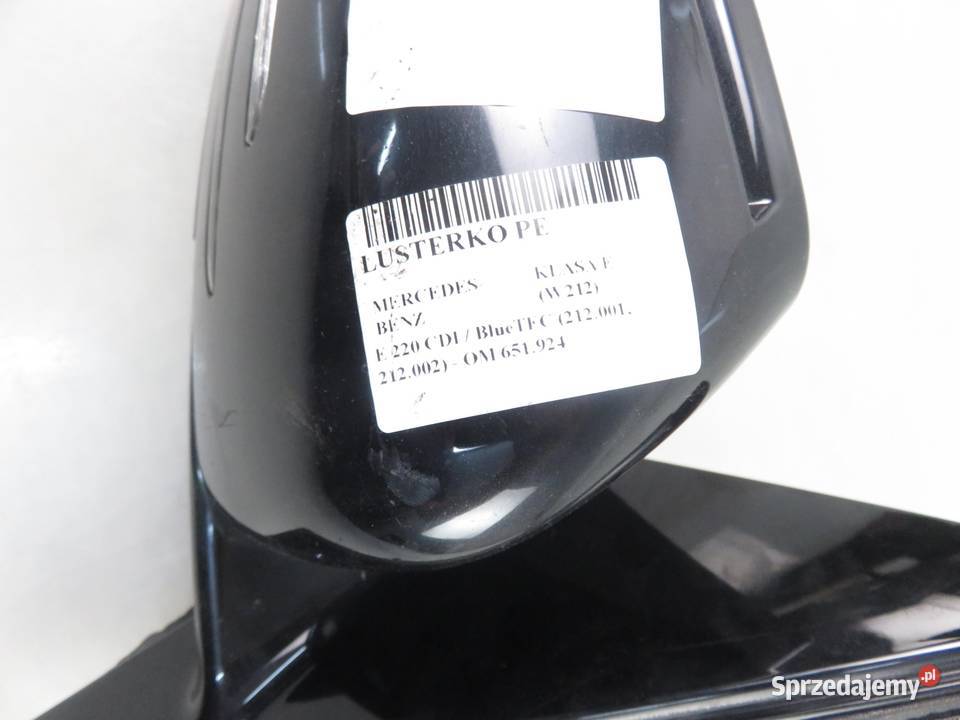 LUSTERKO PE
MERCEDES-BENZ
KLASA E (W212)
E 220 CDI / BlueTEC (212.001,
212.002) - OM 651.924
Sprzedajemy.pl